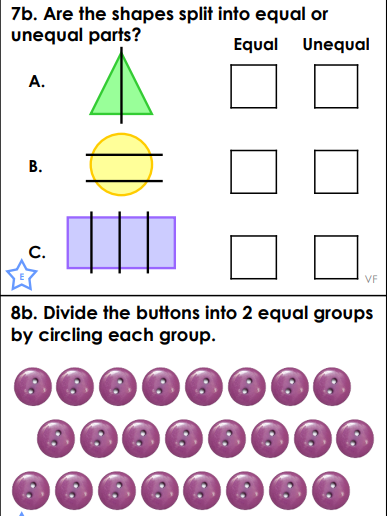 7b. Are the shapes split into equal or
unequal parts?
Equal Unequal
A.
B.
C.
E
VF
8b. Divide the buttons into 2 equal groups
by circling each group.